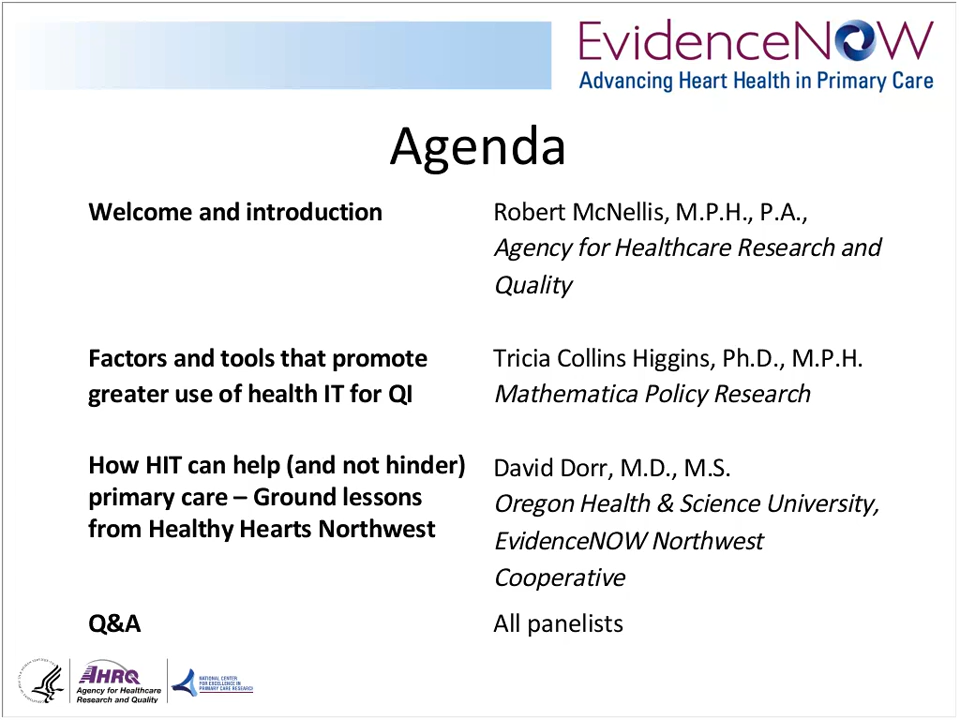 EvidenceNOW
Advancing Heart Health in Primary Care
Agenda
Welcome and introduction
Robert McNellis, M.P.H., P.A.,
Agency for Healthcare Research and
Quality
Factors and tools that promote
greater use of health IT for QI
Tricia Collins Higgins, Ph.D., M.P.H.
Mathematica Policy Research
How HIT can help (and not hinder)
primary care – Ground lessons
from Healthy Hearts Northwest
David Dorr, M.D., M.S.
Oregon Health & Science University,
EvidenceNOW Northwest
Cooperative
Q&A
All panelists
AHRQ
Agency for Healthcare
Research and Quality
NATIONAL CENTER
FOR EXCELLENCE IN
PRIMARY CARE RESEARCH